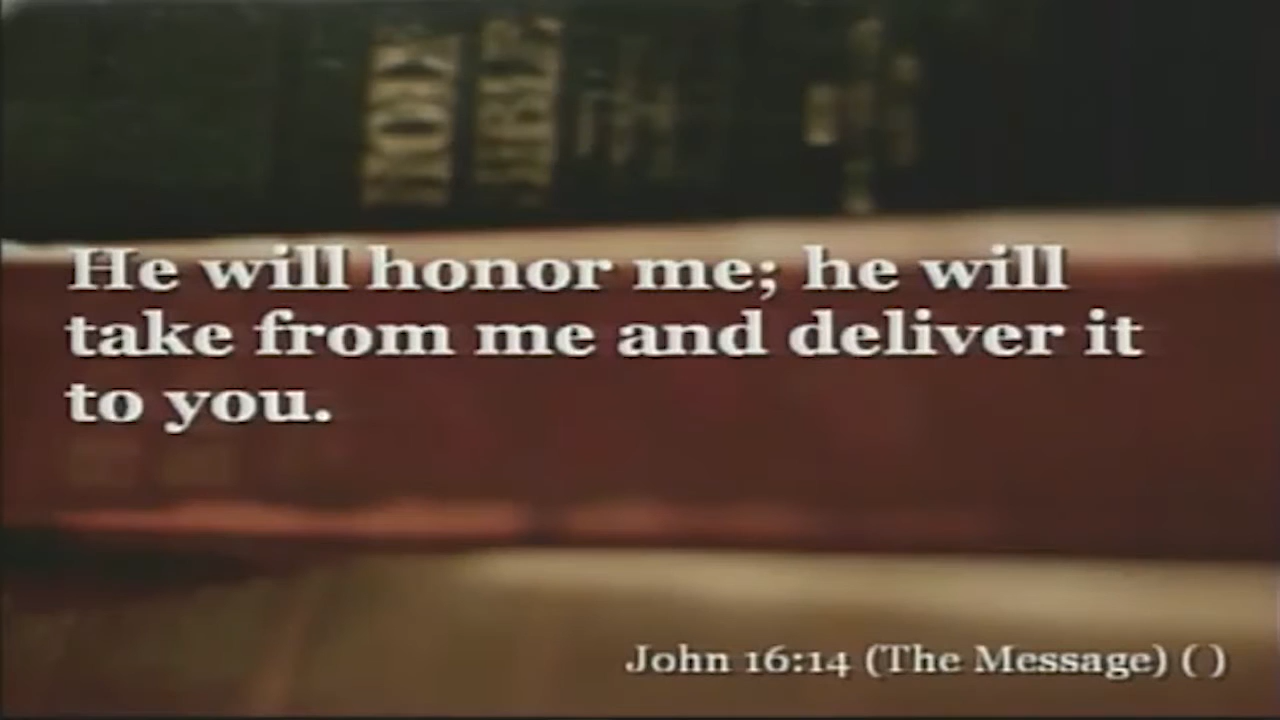 He will honor me; he will
take from me and deliver it
to you.
John 16:14 (The Message) ( )